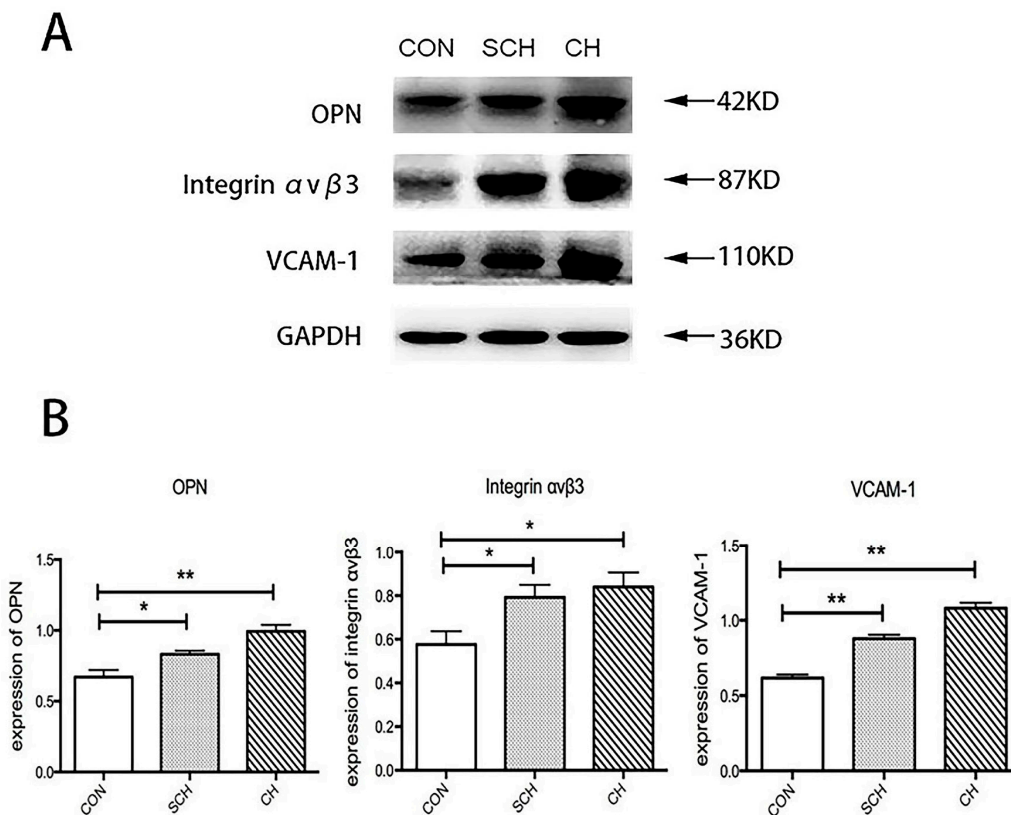 A
CON SCH CH
OPN 42KD
Integrin αvβ3 87KD
VCAM-1 110KD
GAPDH 36KD
B
OPN
expression of OPN
1.5
1.0
0.5
0.0
**
*
CON SCH CH
Integrin αvβ3
expression of integrin αvβ3
1.0
0.8
0.6
0.4
0.2
0.0
*
*
CON SCH CH
VCAM-1
expression of VCAM-1
1.5
1.0
0.5
0.0
**
**
CON SCH CH